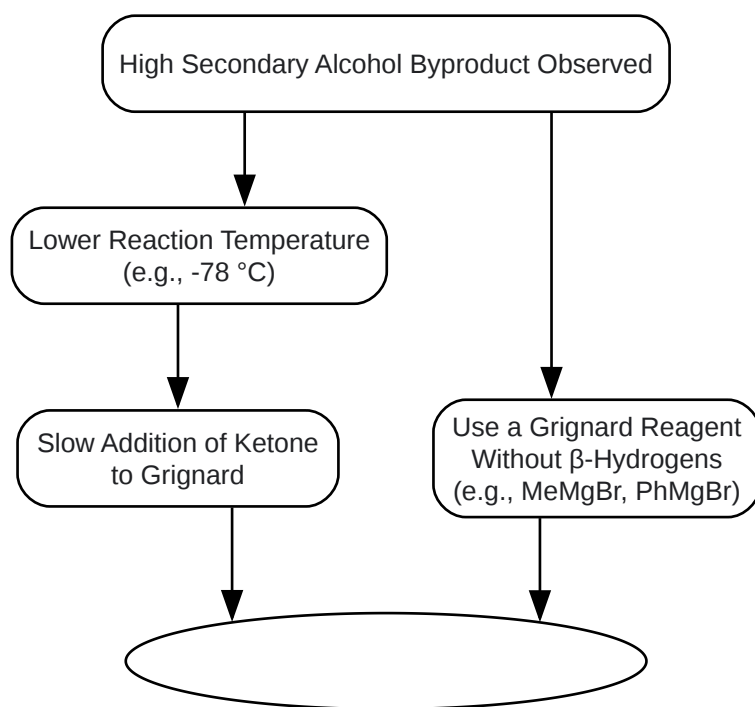 High Secondary Alcohol Byproduct Observed
Lower Reaction Temperature
(e.g., -78 °C)
Slow Addition of Ketone
to Grignard
Use a Grignard Reagent
Without β-Hydrogens
(e.g., MeMgBr, PhMgBr)